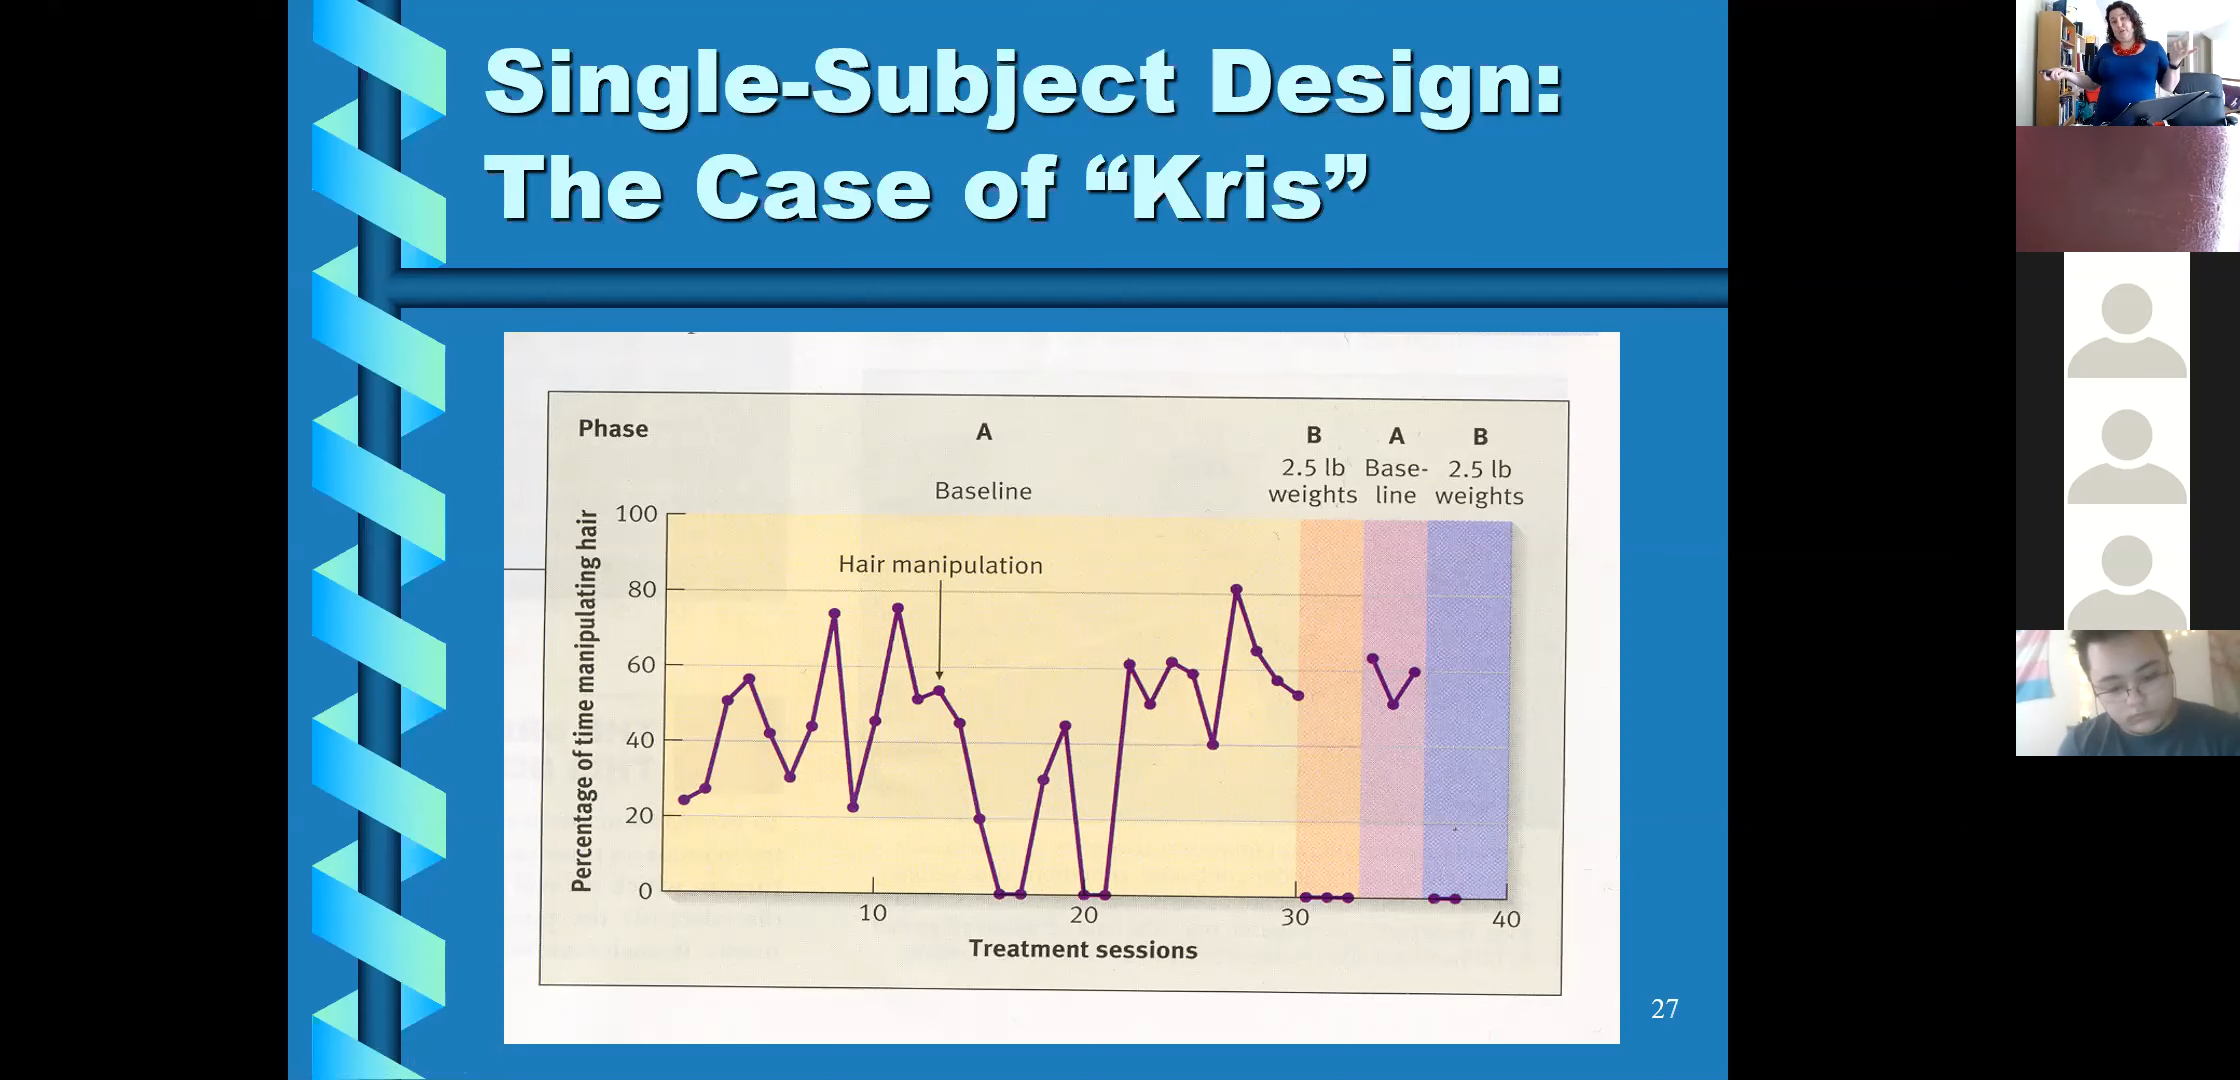 Single-Subject Design:
The Case of “Kris”
Phase
A
B
A
B
Baseline
2.5 lb weights
Base-line
2.5 lb weights
Hair manipulation
Percentage of time manipulating hair
100
80
60
40
20
0
10
20
30
40
Treatment sessions
27